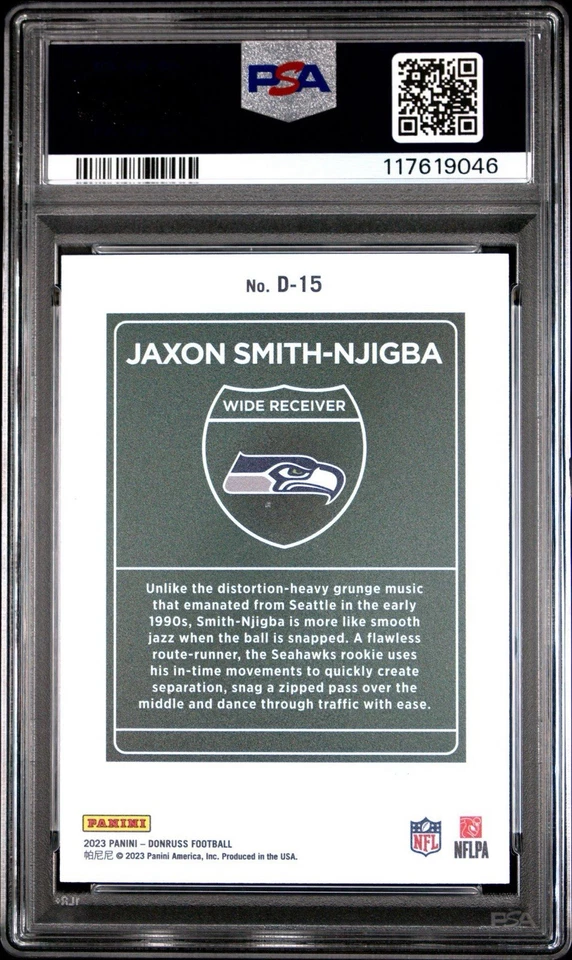 PSA
117619046
No. D-15
JAXON SMITH-NJIGBA
WIDE RECEIVER
Unlike the distortion-heavy grunge music
that emanated from Seattle in the early
1990s, Smith-Njigba is more like smooth
jazz when the ball is snapped. A flawless
route-runner, the Seahawks rookie uses
his in-time movements to quickly create
separation, snag a zipped pass over the
middle and dance through traffic with ease.
PANINI
2023 PANINI – DONRUSS FOOTBALL
帕尼尼 © 2023 Panini America, Inc. Produced in the USA.
NFL
NFLPA
PSA